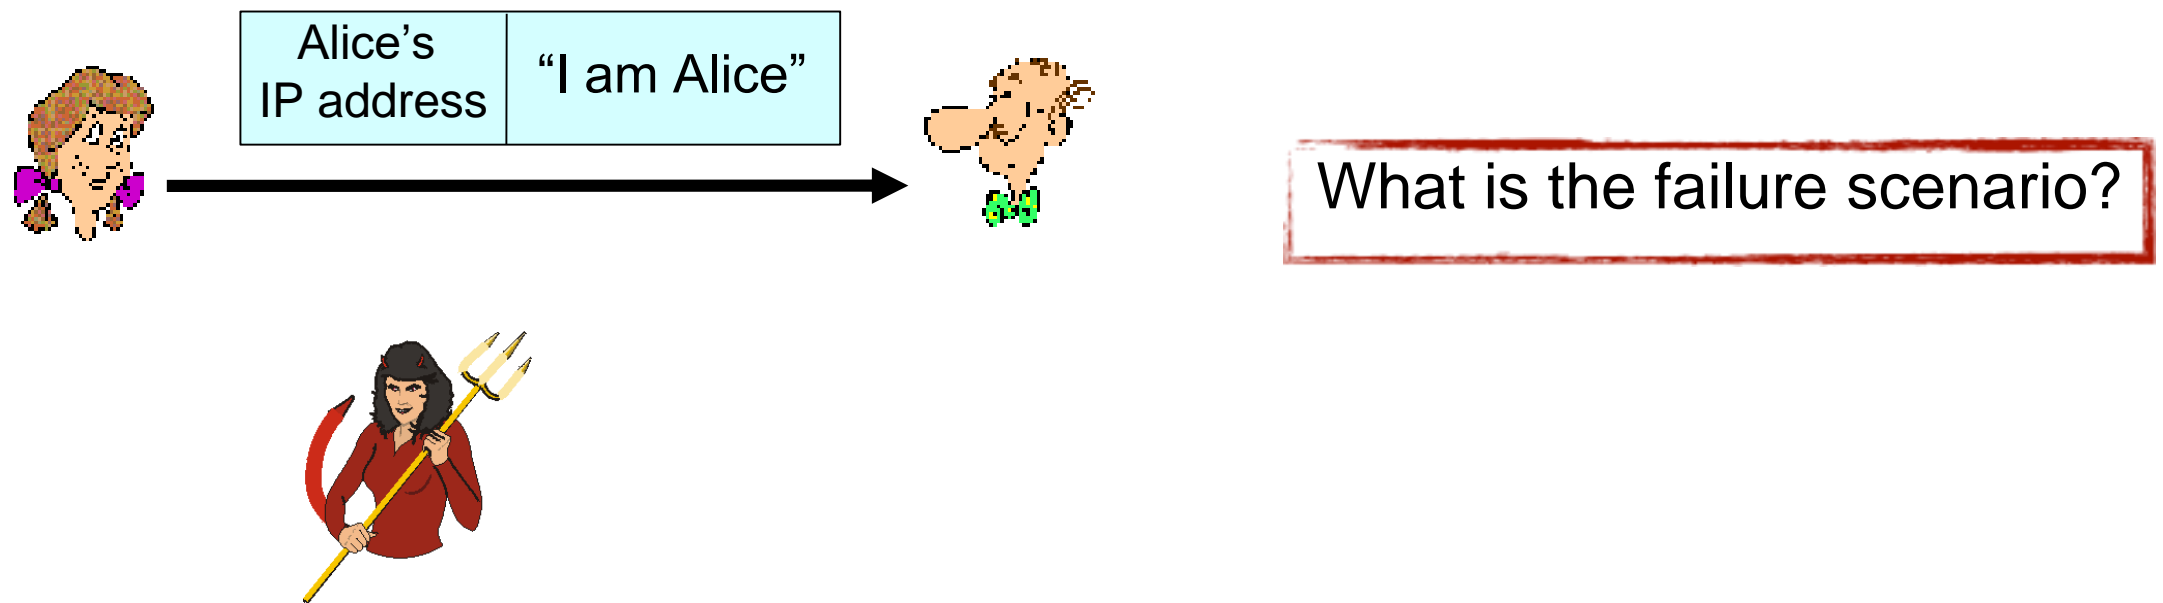 Alice’s
IP address
“I am Alice”
What is the failure scenario?